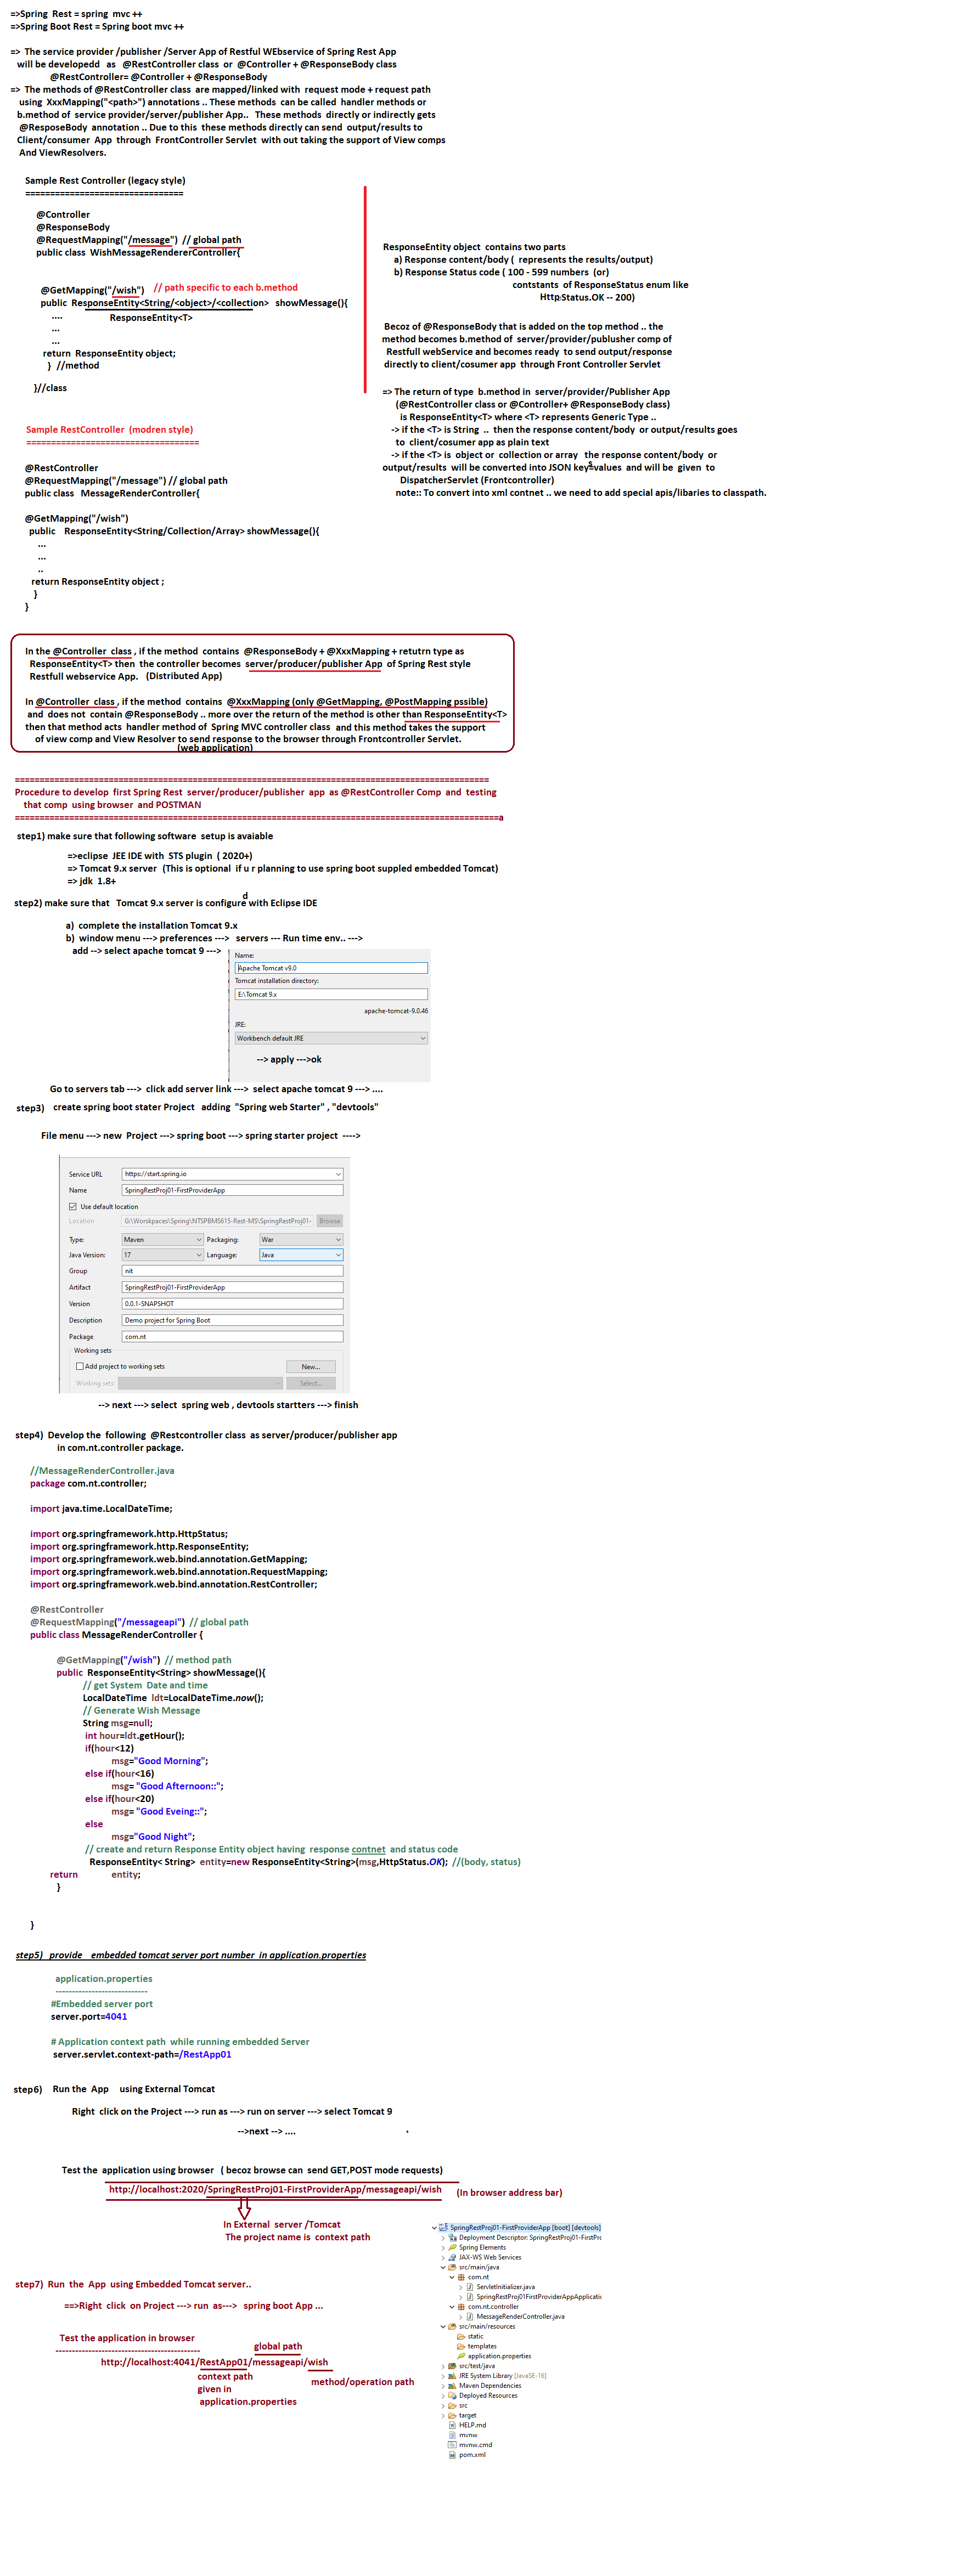 =>Spring  Rest = spring  mvc ++
=>Spring Boot Rest = Spring boot mvc ++
=>  The service provider /publisher /Server App of Restful WEbservice of Spring Rest App
will be developedd   as   @RestController class  or  @Controller + @ResponseBody class
@RestController= @Controller + @ResponseBody
=>  The methods of @RestController class  are mapped/linked with  request mode + request path
using  XxxMapping("<path>") annotations .. These methods  can be called  handler methods or
b.method of  service provider/server/publisher App..   These methods  directly or indirectly gets
@ResposeBody  annotation .. Due to this  these methods directly can send  output/results to
Client/consumer  App  through  FrontController Servlet  with out taking the support of View comps
And ViewResolvers.
Sample Rest Controller (legacy style)
================================
@Controller
@ResponseBody
@RequestMapping("/message")  // global path
public class  WishMessageRendererController{
@GetMapping("/wish")    // path specific to each b.method
public  ResponseEntity<String/<object>/<collection>   showMessage(){
....          ResponseEntity<T>
...
...
return  ResponseEntity object;
}  //method
}//class
ResponseEntity object  contains two parts
a) Response content/body (  represents the results/output)
b) Response Status code ( 100 - 599 numbers  (or)
contstants  of ResponseStatus enum like
Http.Status.OK -- 200)
Becoz of @ResponseBody that is added on the top method .. the
method becomes b.method of  server/provider/publusher comp of
Restfull webService and becomes ready  to send output/response
directly to client/cosumer app  through Front Controller Servlet
=> The return of type  b.method in  server/provider/Publisher App
(@RestController class or @Controller+ @ResponseBody class)
is ResponseEntity<T> where <T> represents Generic Type ..
-> if the <T> is String  ..  then the response content/body  or output/results goes
to  client/cosumer app as plain text
-> if the <T> is  object or  collection or array   the response content/body  or
output/results  will be converted into JSON key=values  and will be  given  to
s
DispatcherServlet (Frontcontroller)
note:: To convert into xml contnet .. we need to add special apis/libaries to classpath.
Sample RestController  (modren style)
===================================
@RestController
@RequestMapping("/message") // global path
public class   MessageRenderController{
@GetMapping("/wish")
public    ResponseEntity<String/Collection/Array> showMessage(){
...
...
..
return ResponseEntity object ;
}
}
In the @Controller  class , if the method  contains  @ResponseBody + @XxxMapping + retutrn type as
ResponseEntity<T> then  the controller becomes  server/producer/publisher App  of Spring Rest style
Restfull webservice App.   (Distributed App)
In @Controller  class , if the method  contains   @XxxMapping (only @GetMapping, @PostMapping pssible)
and  does not  contain @ResponseBody .. more over the return of the method is other than ResponseEntity<T>
then that method acts  handler method of  Spring MVC controller class   and this method takes the support
of view comp and View Resolver to send response to the browser through Frontcontroller Servlet.
(web application)
================================================================================================
Procedure to develop  first Spring Rest  server/producer/publisher  app  as @RestController Comp  and  testing
that comp  using browser  and POSTMAN
==================================================================================================a
step1) make sure that following software  setup is avaiable
=>eclipse  JEE IDE with  STS plugin  ( 2020+)
=> Tomcat 9.x server  (This is optional  if u r planning to use spring boot suppled embedded Tomcat)
=> jdk  1.8+
d
step2) make sure that   Tomcat 9.x server is configure with Eclipse IDE
a)  complete the installation Tomcat 9.x
b)  window menu ---> preferences --->   servers --- Run time env.. --->
add --> select apache tomcat 9 --->
Name:
Apache Tomcat v9.0
Tomcat installation directory:
E:\Tomcat 9.x
apache-tomcat-9.0.46
JRE:
Workbench default JRE
--> apply --->ok
Go to servers tab --->  click add server link --->  select apache tomcat 9 ---> ....
step3)    create spring boot stater Project   adding  "Spring web Starter" , "devtools"
File menu ---> new  Project ---> spring boot ---> spring starter project  ---->
Service URL  https://start.spring.io
Name  SpringRestProj01-FirstProviderApp
Use default location
Location  G:\Worskpaces\Spring\NTSPBMS615-Rest-MS\SpringRestProj01-  Browse
Type:  Maven  Packaging:  War
Java Version:  17  Language:  Java
Group  nit
Artifact  SpringRestProj01-FirstProviderApp
Version  0.0.1-SNAPSHOT
Description  Demo project for Spring Boot
Package  com.nt
Working sets
Add project to working sets  New...
Working sets:  Select...
--> next ---> select  spring web , devtools startters ---> finish
step4)  Develop the  following  @Restcontroller class  as server/producer/publisher app
in com.nt.controller package.
//MessageRenderController.java
package com.nt.controller;
import java.time.LocalDateTime;
import org.springframework.http.HttpStatus;
import org.springframework.http.ResponseEntity;
import org.springframework.web.bind.annotation.GetMapping;
import org.springframework.web.bind.annotation.RequestMapping;
import org.springframework.web.bind.annotation.RestController;
@RestController
@RequestMapping("/messageapi")  // global path
public class MessageRenderController {
@GetMapping("/wish")  // method path
public  ResponseEntity<String> showMessage(){
// get System  Date and time
LocalDateTime  ldt=LocalDateTime.now();
// Generate Wish Message
String msg=null;
int hour=ldt.getHour();
if(hour<12)
msg="Good Morning";
else if(hour<16)
msg= "Good Afternoon::";
else if(hour<20)
msg= "Good Eveing::";
else
msg="Good Night";
// create and return Response Entity object having  response contnet  and status code
ResponseEntity< String>  entity=new ResponseEntity<String>(msg,HttpStatus.OK);  //(body, status)
return            entity;
}
}
step5)   provide    embedded tomcat server port number  in application.properties
application.properties
----------------------------
#Embedded server port
server.port=4041
# Application context path  while running embedded Server
server.servlet.context-path=/RestApp01
step6)    Run the  App    using External Tomcat
Right  click on the Project ---> run as ---> run on server ---> select Tomcat 9
-->next --> ....
Test the  application using browser   ( becoz browse can  send GET,POST mode requests)
http://localhost:2020/SpringRestProj01-FirstProviderApp/messageapi/wish      (In browser address bar)
In External  server /Tomcat
The project name is  context path
step7)  Run  the  App  using Embedded Tomcat server..
==>Right  click  on Project ---> run  as--->   spring boot App ...
Test the application in browser
--------------------------------------------
global path
http://localhost:4041/RestApp01/messageapi/wish
context path
given in
application.properties
method/operation path
SpringRestProj01-FirstProviderApp [boot] [devtools]
Deployment Descriptor: SpringRestProj01-FirstPro
Spring Elements
JAX-WS Web Services
src/main/java
com.nt
ServletInitializer.java
SpringRestProj01FirstProviderAppApplicatio
com.nt.controller
MessageRenderController.java
src/main/resources
static
templates
application.properties
src/test/java
JRE System Library [JavaSE-16]
Maven Dependencies
Deployed Resources
src
target
HELP.md
mvnw
mvnw.cmd
pom.xml